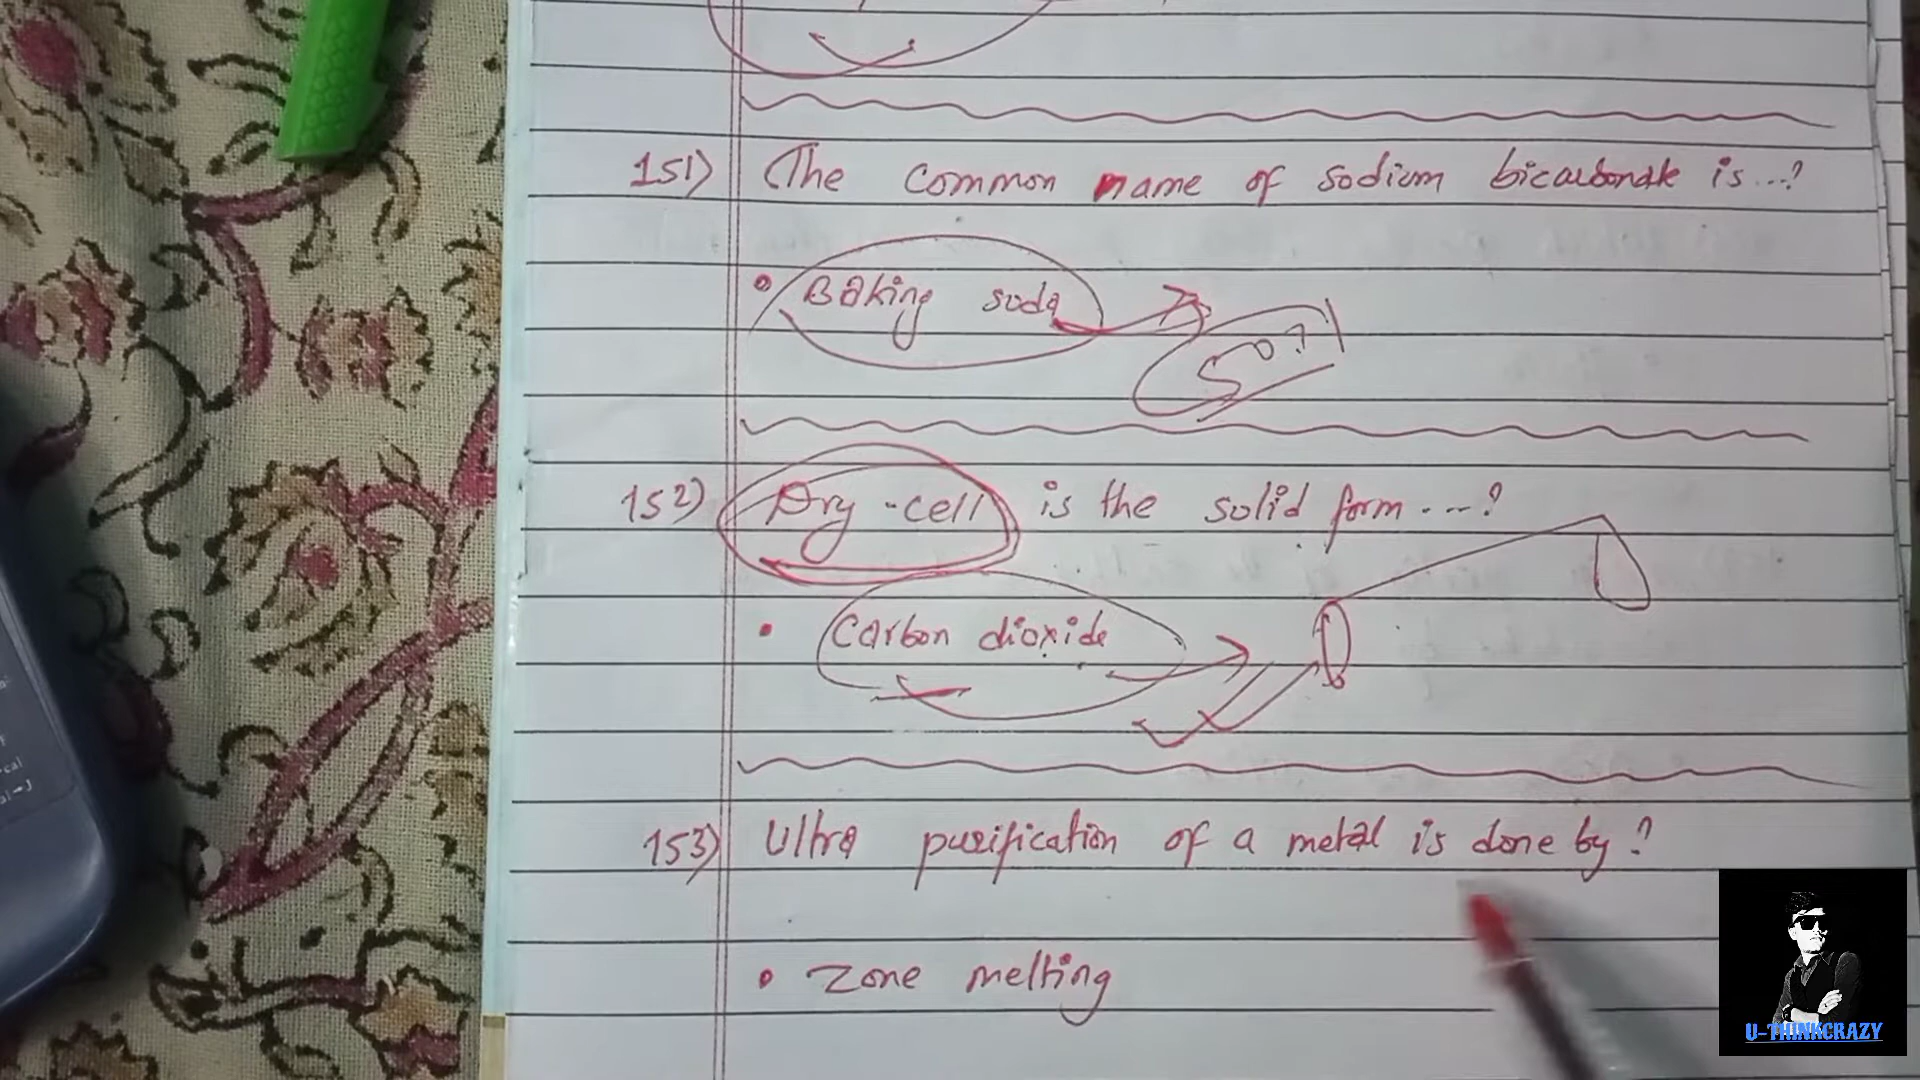 151) The common name of sodium bicarbonate is...?
• Baking soda
152) Dry-cell is the solid form...?
• Carbon dioxide
153) Ultra purification of a metal is done by?
• Zone melting
U-THINKCRAZY